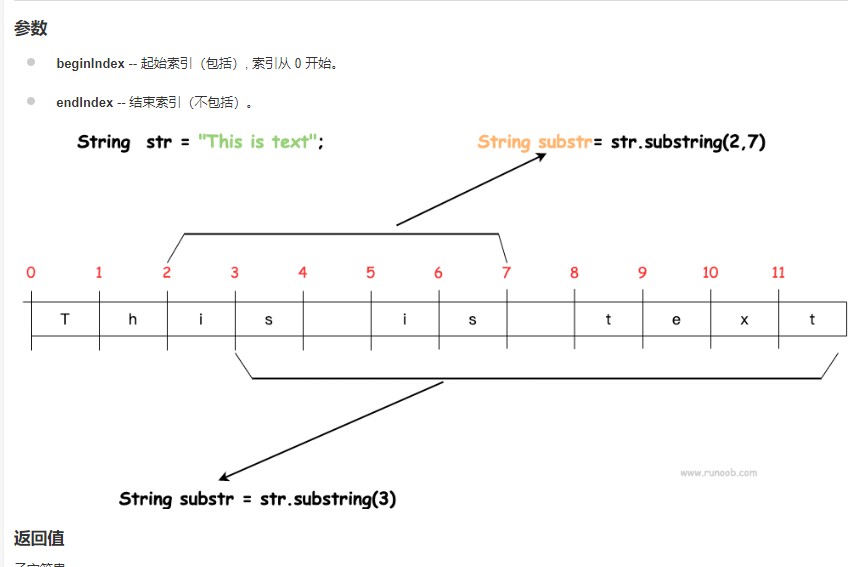 参数
beginIndex -- 起始索引（包括）, 索引从 0 开始。
endIndex -- 结束索引（不包括）。
String str = "This is text";
String substr= str.substring(2,7)
0 1 2 3 4 5 6 7 8 9 10 11
T h i s i s t e x t
www.runoob.com
String substr = str.substring(3)
返回值